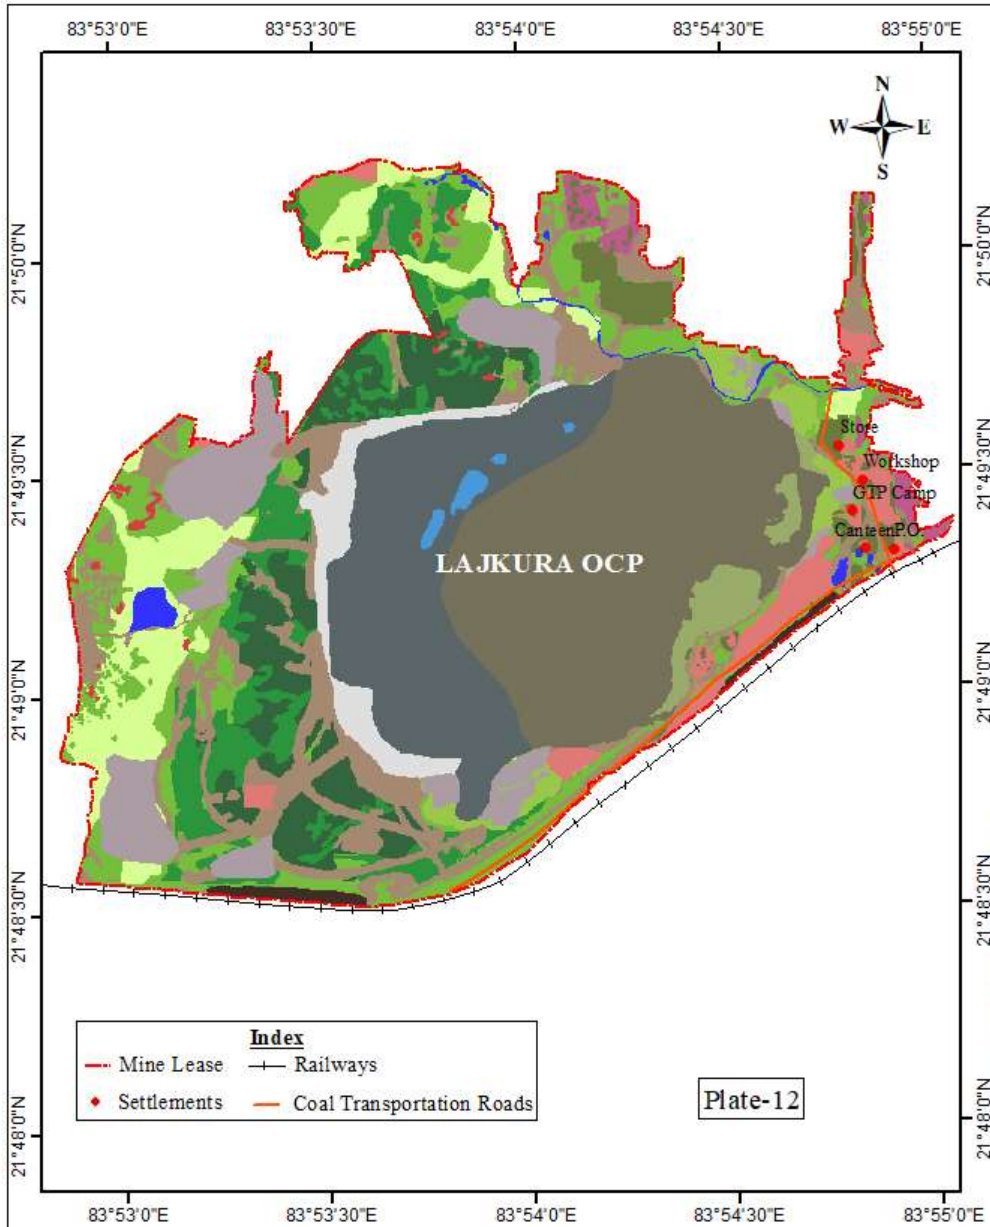 83°53'0"E 83°53'30"E 83°54'0"E 83°54'30"E 83°55'0"E
N
W E
S
21°50'0"N 21°50'0"N
Store
21°49'30"N Workshop 21°49'30"N
GTP Camp
CanteenP.O.
LAJKURA OCP
21°49'0"N 21°49'0"N
21°48'30"N 21°48'30"N
Index
Mine Lease Railways
Settlements Coal Transportation Roads
Plate-12
21°48'0"N 21°48'0"N
83°53'0"E 83°53'30"E 83°54'0"E 83°54'30"E 83°55'0"E